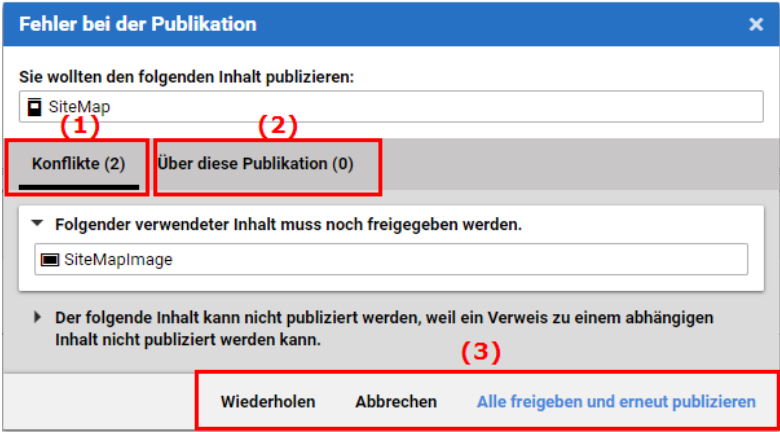 Fehler bei der Publikation
Sie wollten den folgenden Inhalt publizieren:
SiteMap
(1)
(2)
Konflikte (2)
Über diese Publikation (0)
Folgender verwendeter Inhalt muss noch freigegeben werden.
SiteMapImage
Der folgende Inhalt kann nicht publiziert werden, weil ein Verweis zu einem abhängigen
Inhalt nicht publiziert werden kann.
(3)
Wiederholen
Abbrechen
Alle freigeben und erneut publizieren